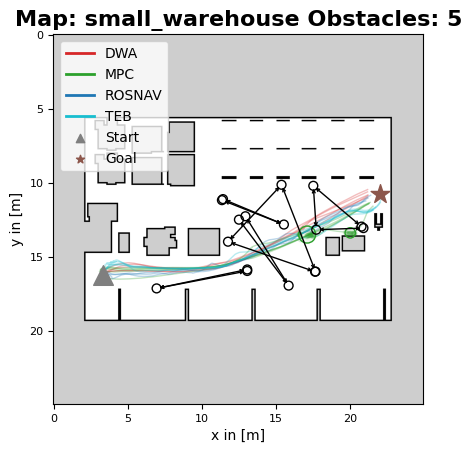 Map: small_warehouse Obstacles: 5
DWA
MPC
ROSNAV
TEB
Start
Goal
0
5
10
15
20
y in [m]
0 5 10 15 20
x in [m]